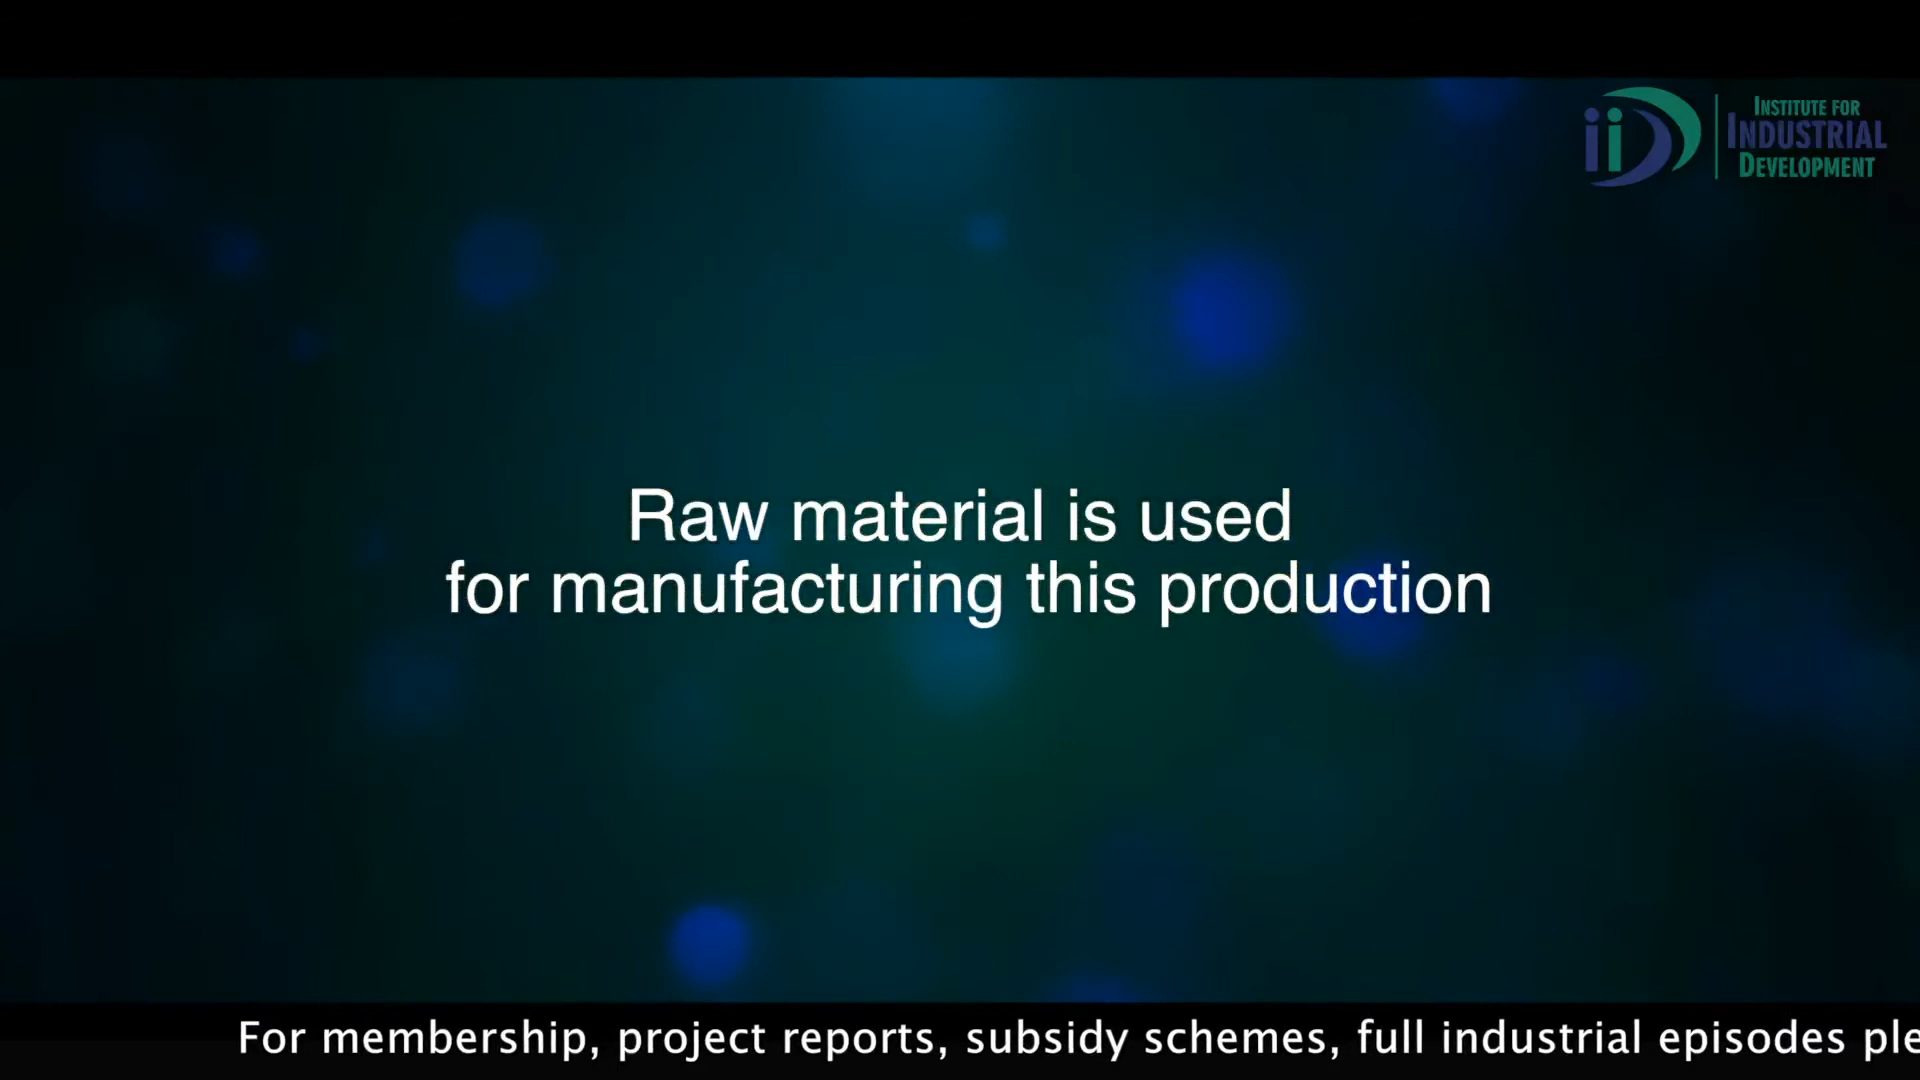 iiD
INSTITUTE FOR
INDUSTRIAL
DEVELOPMENT
Raw material is used
for manufacturing this production
For membership, project reports, subsidy schemes, full industrial episodes